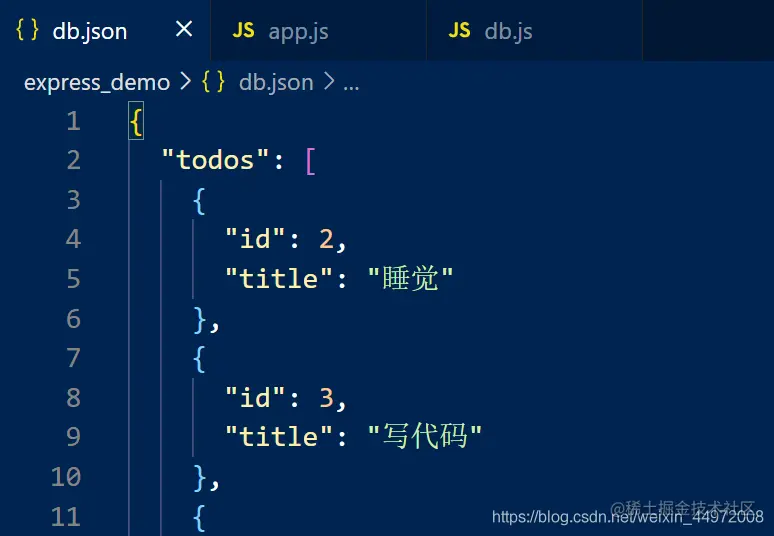 { } db.json × JS app.js JS db.js
express_demo > { } db.json > ...
1 {
2 "todos": [
3 {
4 "id": 2,
5 "title": "睡觉"
6 },
7 {
8 "id": 3,
9 "title": "写代码"
10 },
11 {
@稀土掘金技术社区
https://blog.csdn.net/weixin_44972008